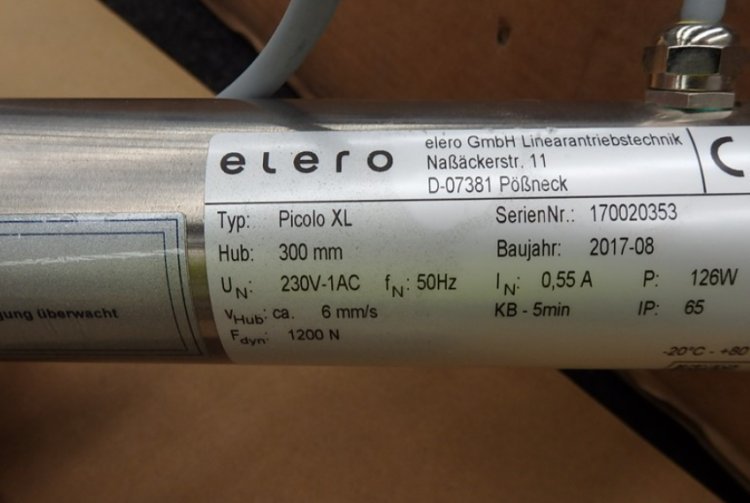 elero
elero GmbH Linearantriebstechnik
Naßäckerstr. 11
D-07381 Pößneck
Typ: Picolo XL SerienNr.: 170020353
Hub: 300 mm Baujahr: 2017-08
UN: 230V-1AC fN: 50Hz IN: 0,55 A P: 126W
vHub: ca. 6 mm/s KB - 5min IP: 65
Fdyn: 1200 N
-20°C - +80
gung überwacht